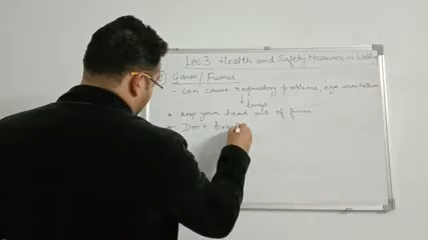 Lec 3 Health and Safety Measures in Welding
Gases / Fumes
• can cause respiratory problems, eye irritation
↓
lungs
• Keep your head out of fumes
• Don't brea